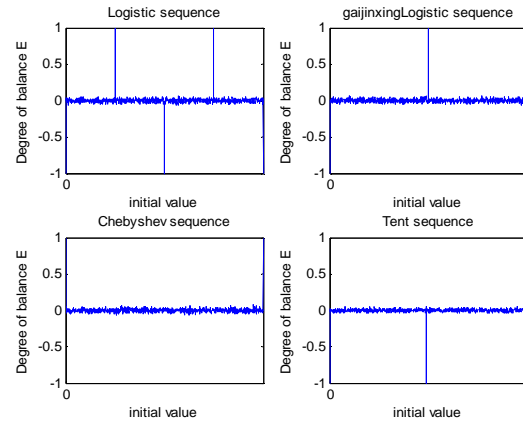 Logistic sequence
1
0.5
0
-0.5
-1
0
Degree of balance E
initial value
gaijinxingLogistic sequence
1
0.5
0
-0.5
-1
0
Degree of balance E
initial value
Chebyshev sequence
1
0.5
0
-0.5
-1
0
Degree of balance E
initial value
Tent sequence
1
0.5
0
-0.5
-1
0
Degree of balance E
initial value